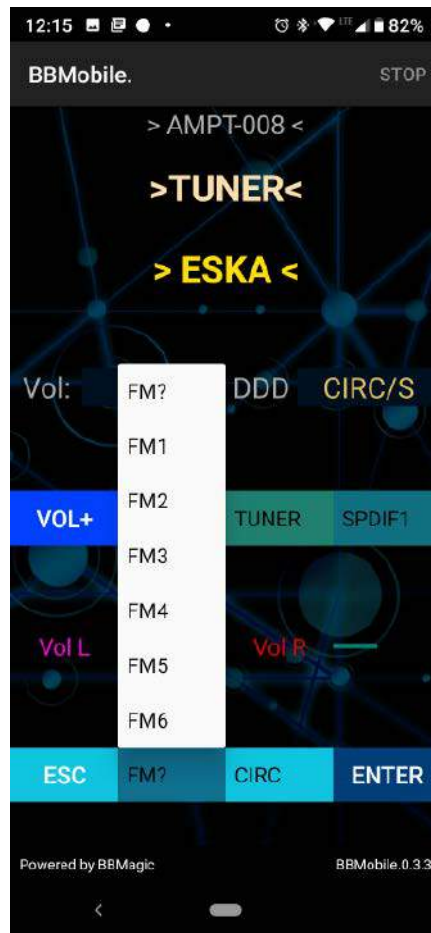 12:15 LTE 82%
BBMobile. STOP
> AMPT-008 <
>TUNER<
> ESKA <
Vol: DDD CIRC/S
FM?
FM1
VOL+ FM2 TUNER SPDIF1
FM3
FM4
Vol L FM5 Vol R
FM6
ESC FM? CIRC ENTER
Powered by BBMagic BBMobile.0.3.3